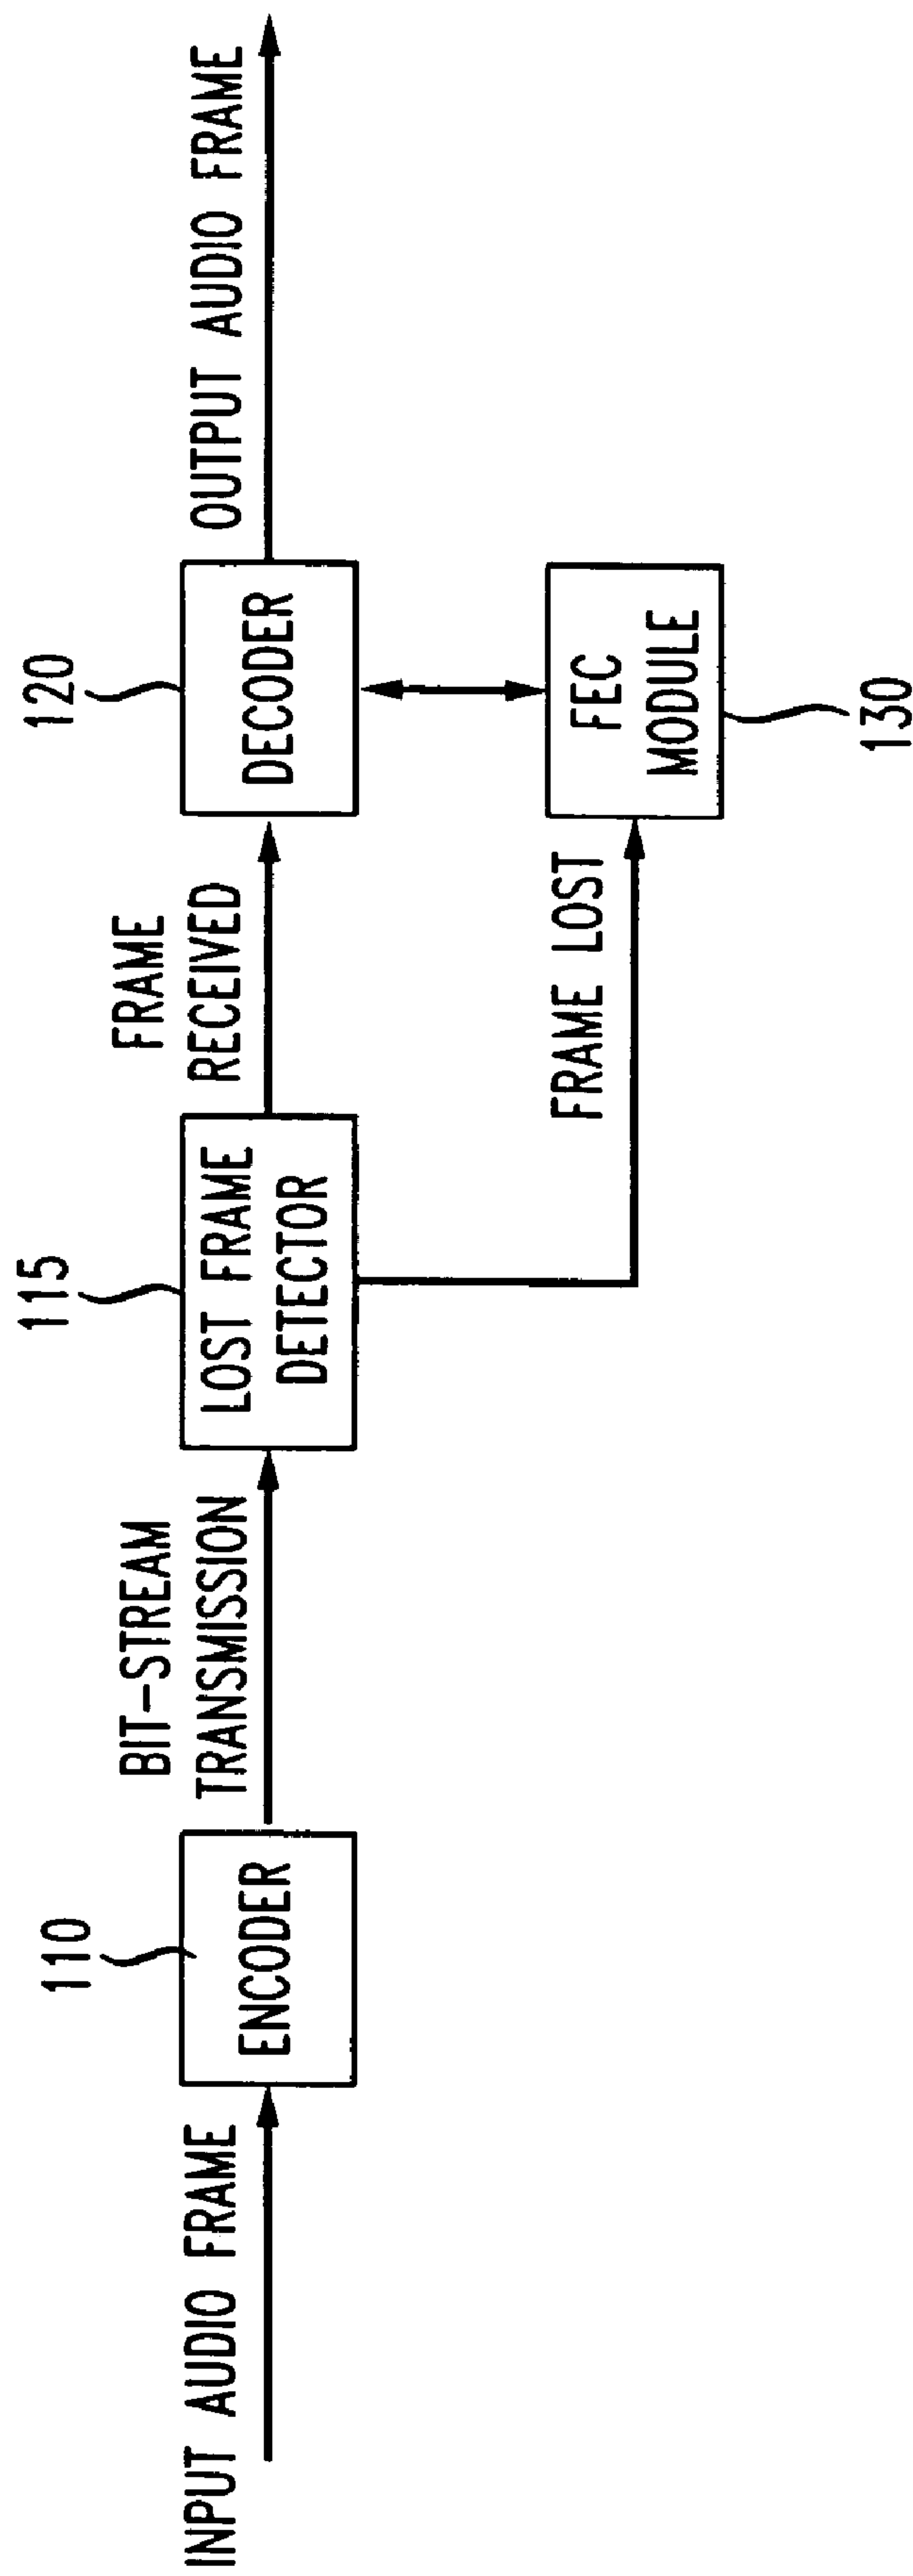 INPUT AUDIO FRAME
110
ENCODER
BIT-STREAM
TRANSMISSION
115
LOST FRAME
DETECTOR
FRAME
RECEIVED
FRAME LOST
120
DECODER
FEC
MODULE
130
OUTPUT AUDIO FRAME